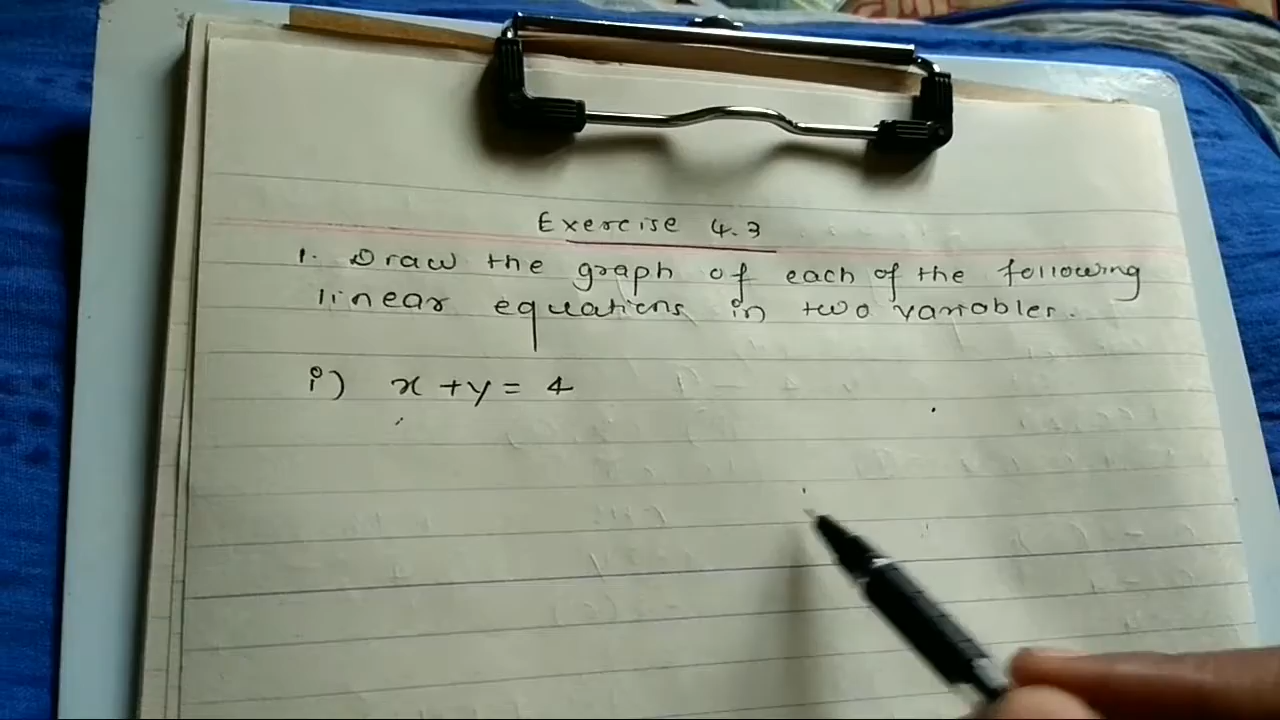 Exercise 4.3
1. Draw the graph of each of the following
linear equations in two variables.
i) x + y = 4